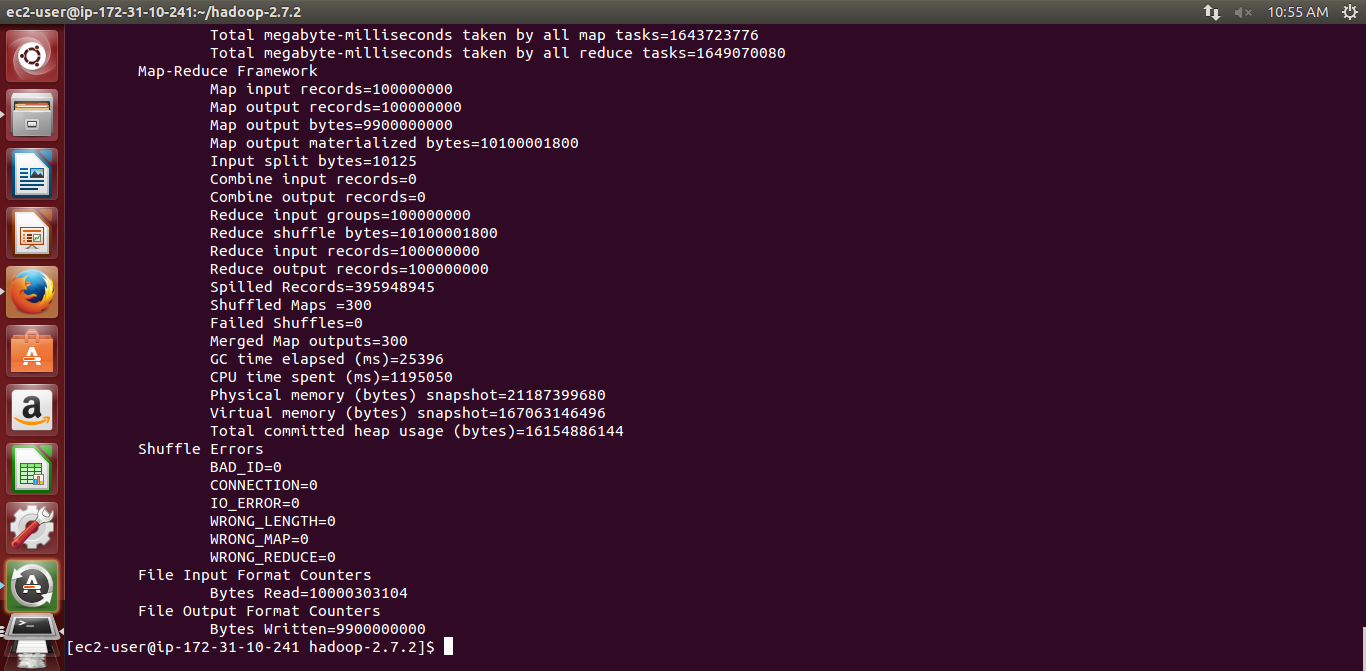 ec2-user@ip-172-31-10-241:~/hadoop-2.7.2
10:55 AM
Total megabyte-milliseconds taken by all map tasks=1643723776
Total megabyte-milliseconds taken by all reduce tasks=1649070080
Map-Reduce Framework
Map input records=100000000
Map output records=100000000
Map output bytes=9900000000
Map output materialized bytes=10100001800
Input split bytes=10125
Combine input records=0
Combine output records=0
Reduce input groups=100000000
Reduce shuffle bytes=10100001800
Reduce input records=100000000
Reduce output records=100000000
Spilled Records=395948945
Shuffled Maps =300
Failed Shuffles=0
Merged Map outputs=300
GC time elapsed (ms)=25396
CPU time spent (ms)=1195050
Physical memory (bytes) snapshot=21187399680
Virtual memory (bytes) snapshot=167063146496
Total committed heap usage (bytes)=16154886144
Shuffle Errors
BAD_ID=0
CONNECTION=0
IO_ERROR=0
WRONG_LENGTH=0
WRONG_MAP=0
WRONG_REDUCE=0
File Input Format Counters
Bytes Read=10000303104
File Output Format Counters
Bytes Written=9900000000
[ec2-user@ip-172-31-10-241 hadoop-2.7.2]$